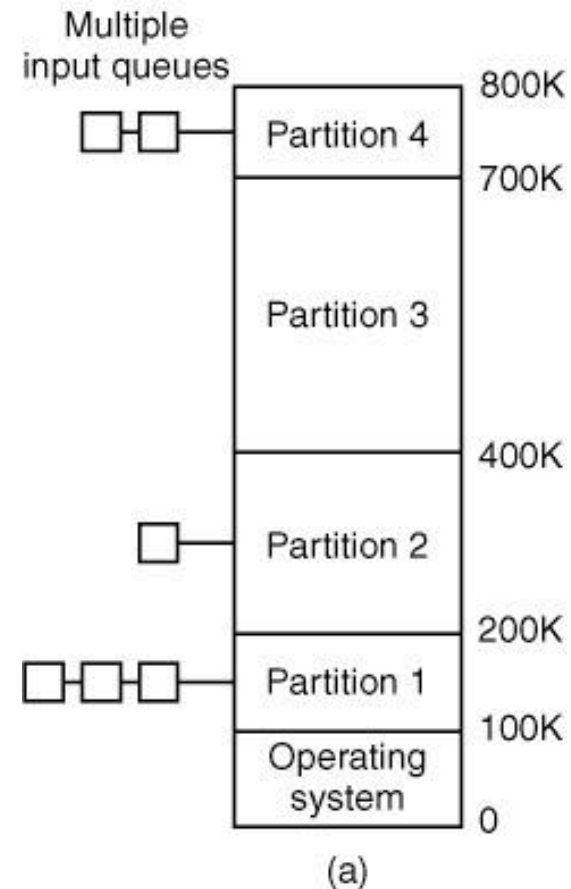 Multiple
input queues
800K
Partition 4
700K
Partition 3
400K
Partition 2
200K
Partition 1
100K
Operating
system
0
(a)